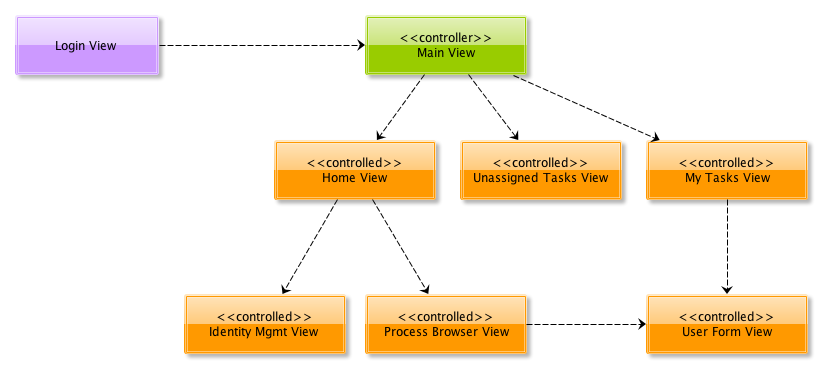 Login View
<<controller>>
Main View
<<controlled>>
Home View
<<controlled>>
Unassigned Tasks View
<<controlled>>
My Tasks View
<<controlled>>
Identity Mgmt View
<<controlled>>
Process Browser View
<<controlled>>
User Form View